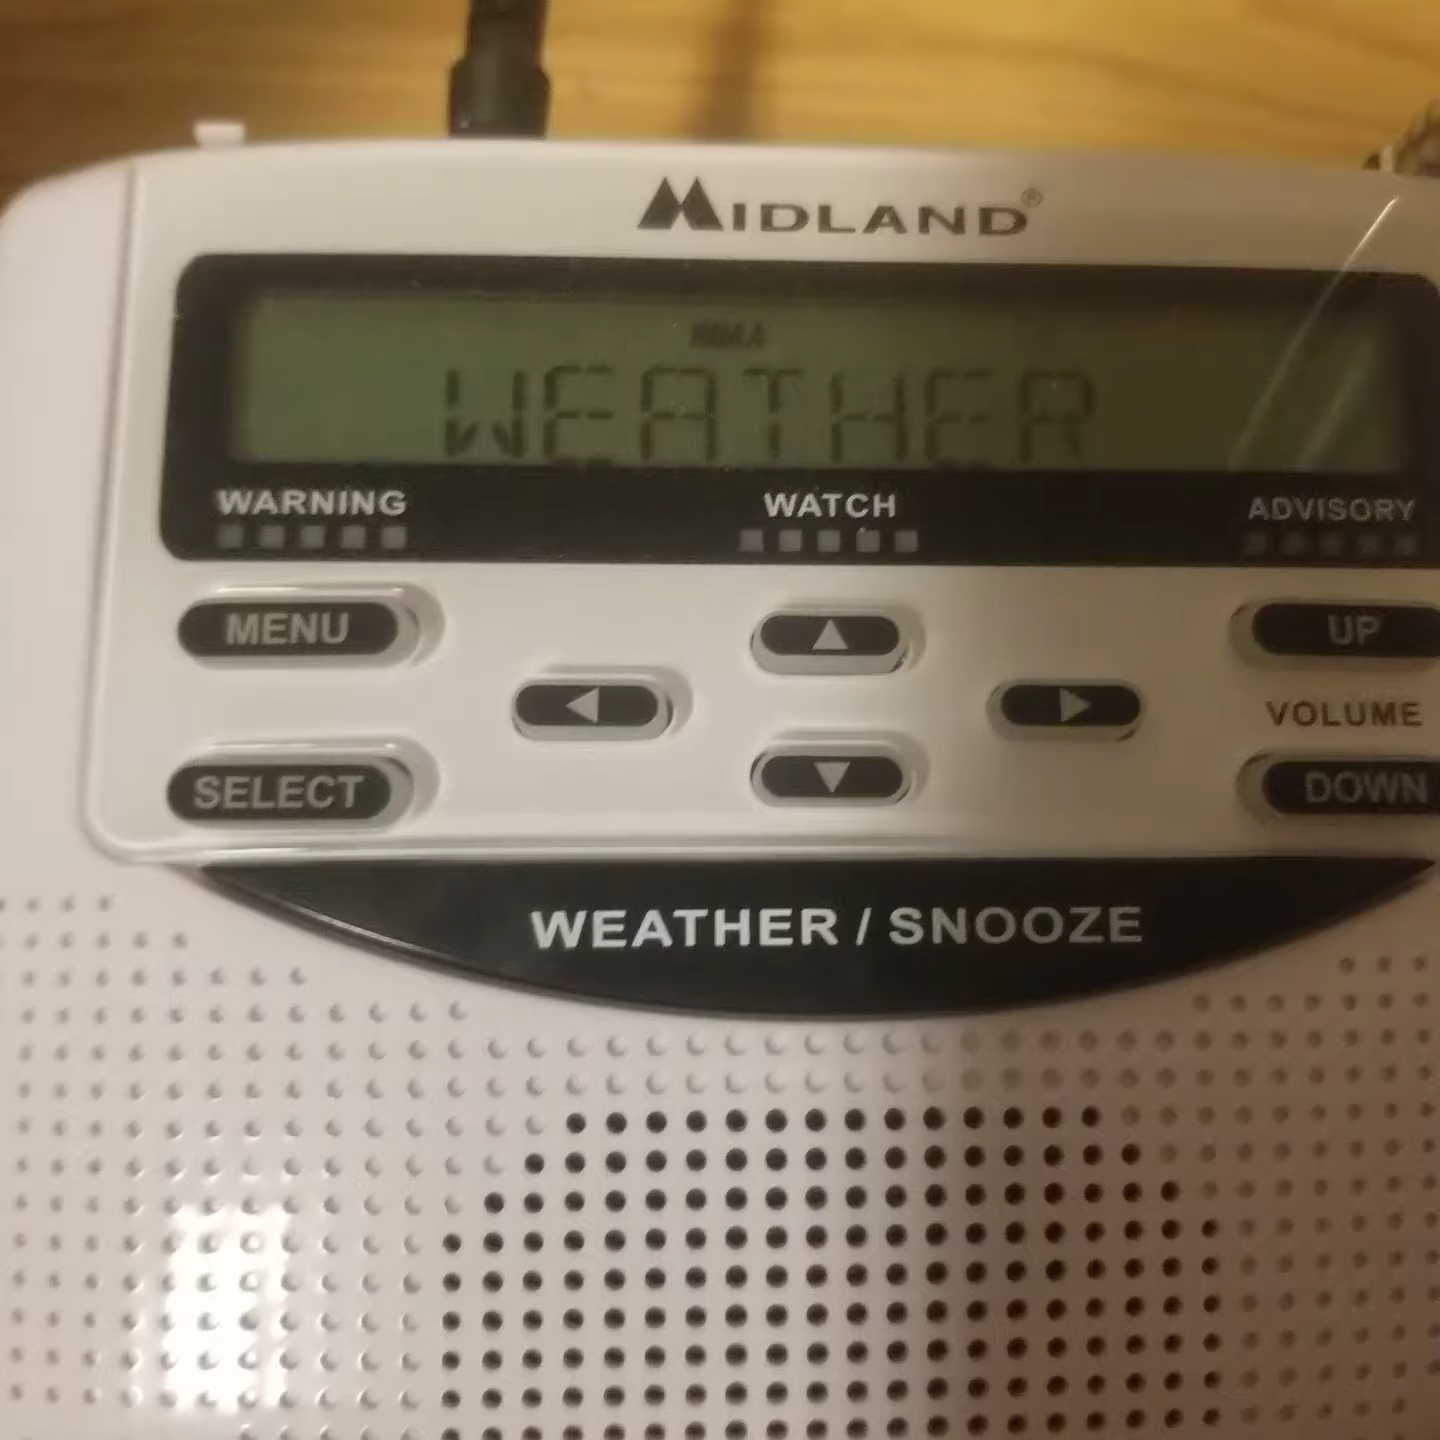 MIDLAND®
NOAA
WEATHER
WARNING
WATCH
ADVISORY
MENU
UP
VOLUME
SELECT
DOWN
WEATHER / SNOOZE